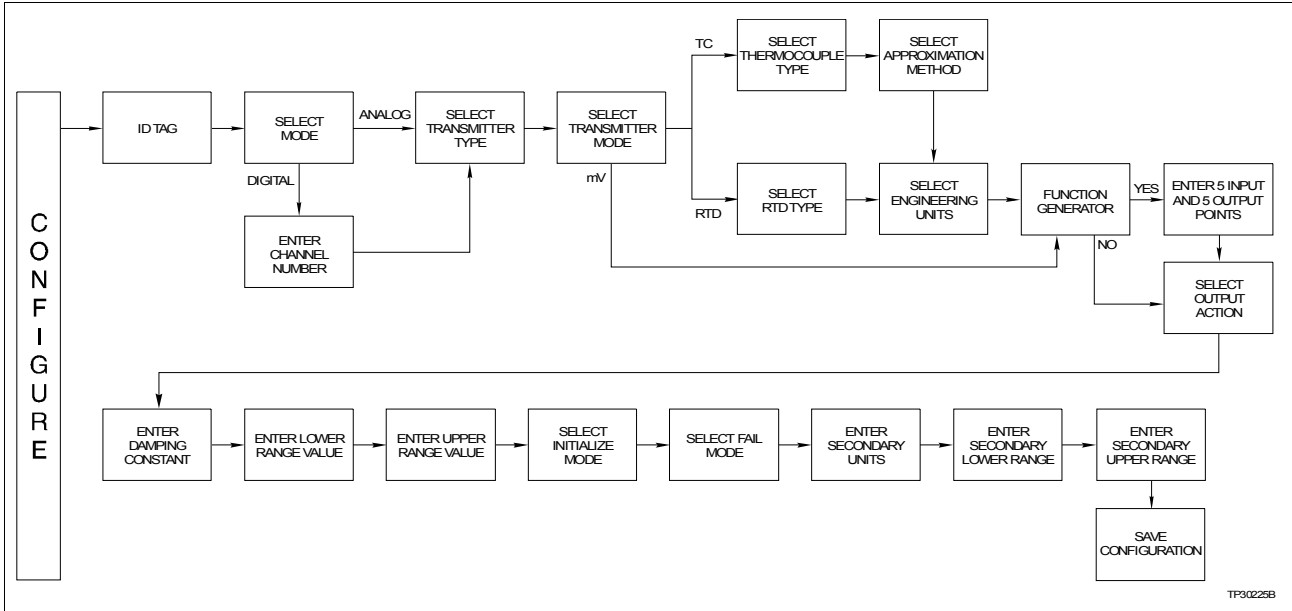 CONFIGURE
ID TAG
SELECT
MODE
ANALOG
DIGITAL
ENTER
CHANNEL
NUMBER
SELECT
TRANSMITTER
TYPE
SELECT
TRANSMITTER
MODE
TC
mV
RTD
SELECT
THERMOCOUPLE
TYPE
SELECT
APPROXIMATION
METHOD
SELECT
RTD TYPE
SELECT
ENGINEERING
UNITS
FUNCTION
GENERATOR
YES
NO
ENTER 5 INPUT
AND 5 OUTPUT
POINTS
SELECT
OUTPUT
ACTION
ENTER
DAMPING
CONSTANT
ENTER LOWER
RANGE VALUE
ENTER UPPER
RANGE VALUE
SELECT
INITIALIZE
MODE
SELECT FAIL
MODE
ENTER
SECONDARY
UNITS
ENTER
SECONDARY
LOWER RANGE
ENTER
SECONDARY
UPPER RANGE
SAVE
CONFIGURATION
TP30225B